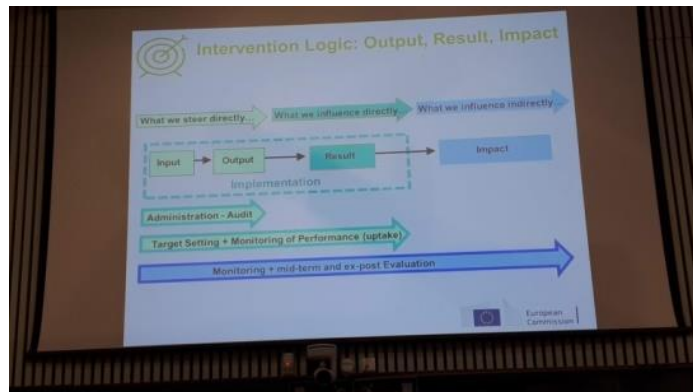 Intervention Logic: Output, Result, Impact
What we steer directly...
What we influence directly...
What we influence indirectly...
Input
Output
Result
Impact
Implementation
Administration - Audit
Target Setting + Monitoring of Performance (uptake)
Monitoring + mid-term and ex-post Evaluation
European
Commission